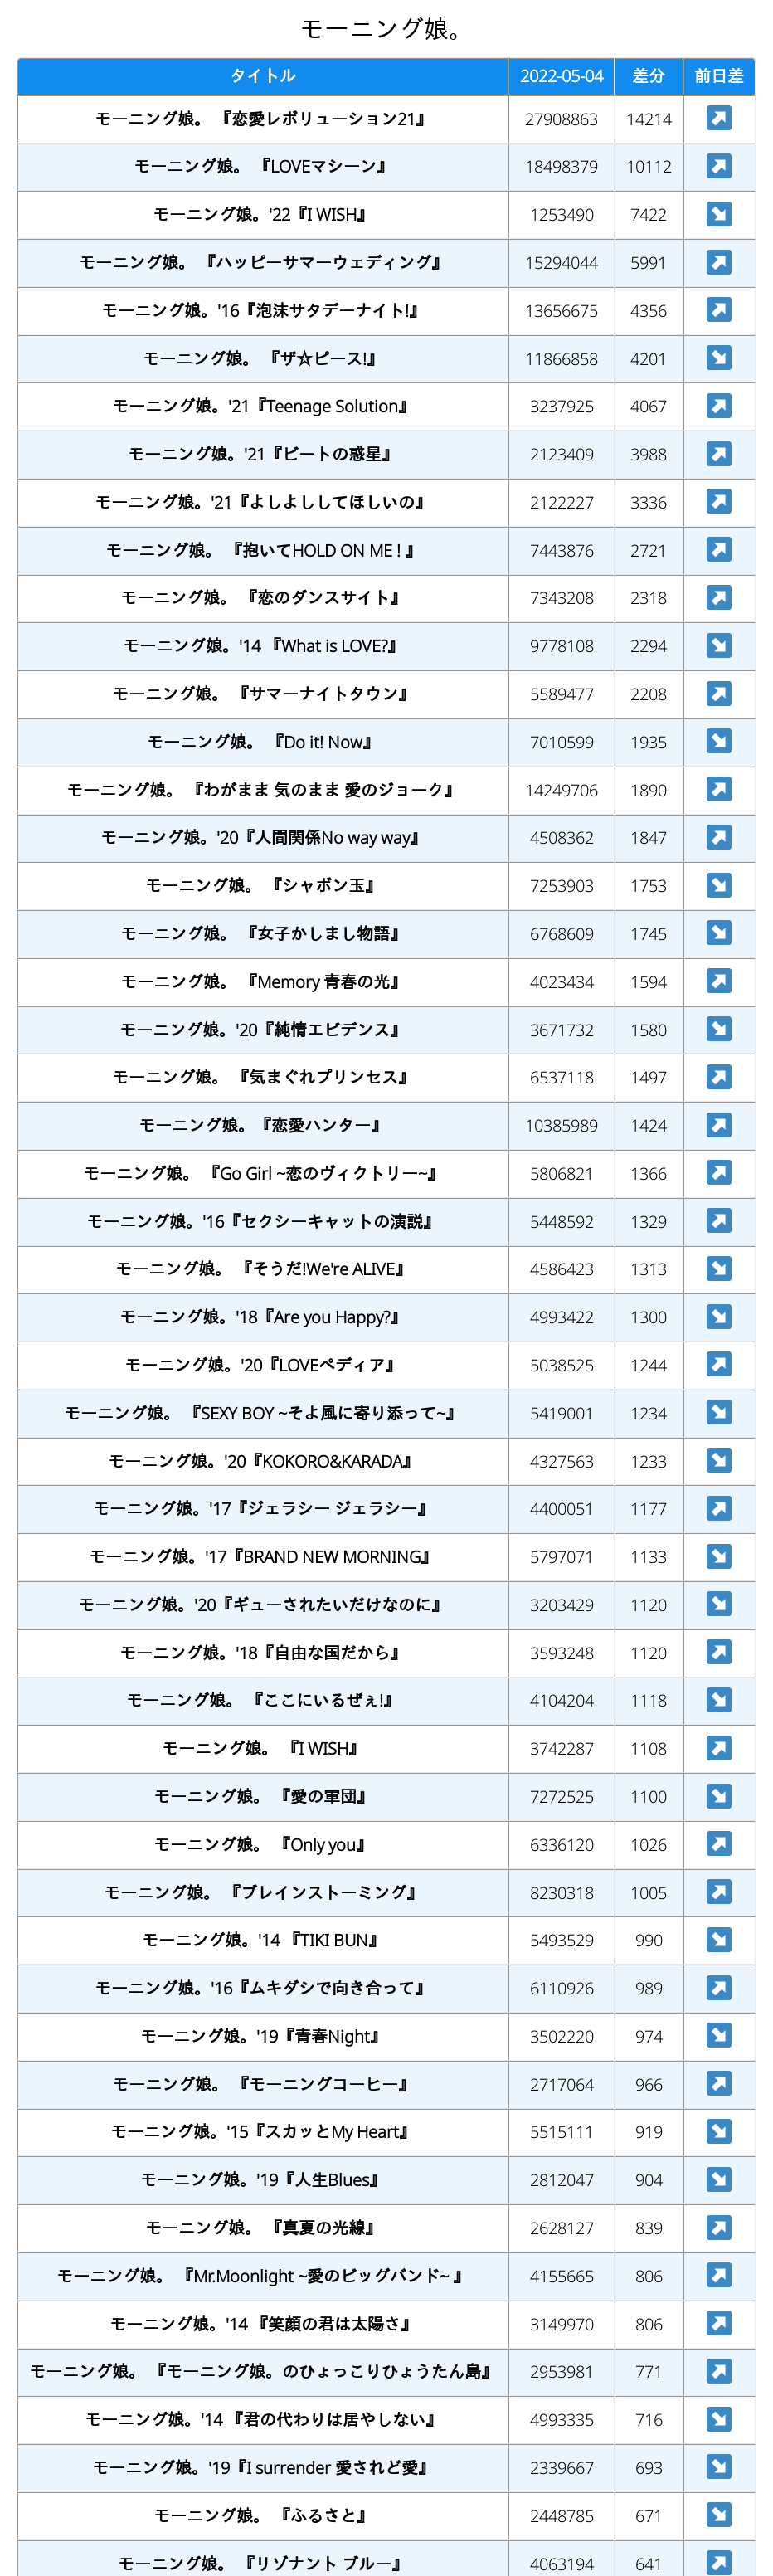 モーニング娘。
タイトル 2022-05-04 差分 前日差
モーニング娘。 『恋愛レボリューション21』 27908863 14214 ↗
モーニング娘。 『LOVEマシーン』 18498379 10112 ↗
モーニング娘。'22『I WISH』 1253490 7422 ↘
モーニング娘。 『ハッピーサマーウェディング』 15294044 5991 ↗
モーニング娘。'16『泡沫サタデーナイト!』 13656675 4356 ↗
モーニング娘。 『ザ☆ピース!』 11866858 4201 ↘
モーニング娘。'21『Teenage Solution』 3237925 4067 ↗
モーニング娘。'21『ビートの惑星』 2123409 3988 ↗
モーニング娘。'21『よしよししてほしいの』 2122227 3336 ↗
モーニング娘。 『抱いてHOLD ON ME ! 』 7443876 2721 ↗
モーニング娘。 『恋のダンスサイト』 7343208 2318 ↗
モーニング娘。'14 『What is LOVE?』 9778108 2294 ↘
モーニング娘。 『サマーナイトタウン』 5589477 2208 ↗
モーニング娘。 『Do it! Now』 7010599 1935 ↘
モーニング娘。 『わがまま 気のまま 愛のジョーク』 14249706 1890 ↗
モーニング娘。'20『人間関係No way way』 4508362 1847 ↗
モーニング娘。 『シャボン玉』 7253903 1753 ↘
モーニング娘。 『女子かしまし物語』 6768609 1745 ↘
モーニング娘。 『Memory 青春の光』 4023434 1594 ↗
モーニング娘。'20『純情エビデンス』 3671732 1580 ↘
モーニング娘。 『気まぐれプリンセス』 6537118 1497 ↗
モーニング娘。『恋愛ハンター』 10385989 1424 ↗
モーニング娘。 『Go Girl ~恋のヴィクトリー~』 5806821 1366 ↗
モーニング娘。'16『セクシーキャットの演説』 5448592 1329 ↗
モーニング娘。 『そうだ!We're ALIVE』 4586423 1313 ↘
モーニング娘。'18『Are you Happy?』 4993422 1300 ↘
モーニング娘。'20『LOVEペディア』 5038525 1244 ↗
モーニング娘。 『SEXY BOY ~そよ風に寄り添って~』 5419001 1234 ↘
モーニング娘。'20『KOKORO&KARADA』 4327563 1233 ↘
モーニング娘。'17『ジェラシー ジェラシー』 4400051 1177 ↗
モーニング娘。'17『BRAND NEW MORNING』 5797071 1133 ↘
モーニング娘。'20『ギューされたいだけなのに』 3203429 1120 ↘
モーニング娘。'18『自由な国だから』 3593248 1120 ↗
モーニング娘。 『ここにいるぜぇ!』 4104204 1118 ↘
モーニング娘。 『I WISH』 3742287 1108 ↗
モーニング娘。 『愛の軍団』 7272525 1100 ↘
モーニング娘。 『Only you』 6336120 1026 ↗
モーニング娘。 『ブレインストーミング』 8230318 1005 ↗
モーニング娘。'14 『TIKI BUN』 5493529 990 ↘
モーニング娘。'16『ムキダシで向き合って』 6110926 989 ↗
モーニング娘。'19『青春Night』 3502220 974 ↘
モーニング娘。 『モーニングコーヒー』 2717064 966 ↗
モーニング娘。'15『スカッとMy Heart』 5515111 919 ↘
モーニング娘。'19『人生Blues』 2812047 904 ↘
モーニング娘。 『真夏の光線』 2628127 839 ↗
モーニング娘。 『Mr.Moonlight ~愛のビッグバンド~ 』 4155665 806 ↗
モーニング娘。'14 『笑顔の君は太陽さ』 3149970 806 ↗
モーニング娘。 『モーニング娘。のひょっこりひょうたん島』 2953981 771 ↗
モーニング娘。'14 『君の代わりは居やしない』 4993335 716 ↘
モーニング娘。'19『I surrender 愛されど愛』 2339667 693 ↘
モーニング娘。 『ふるさと』 2448785 671 ↘
モーニング娘。 『リゾナント ブルー』 4063194 641 ↗